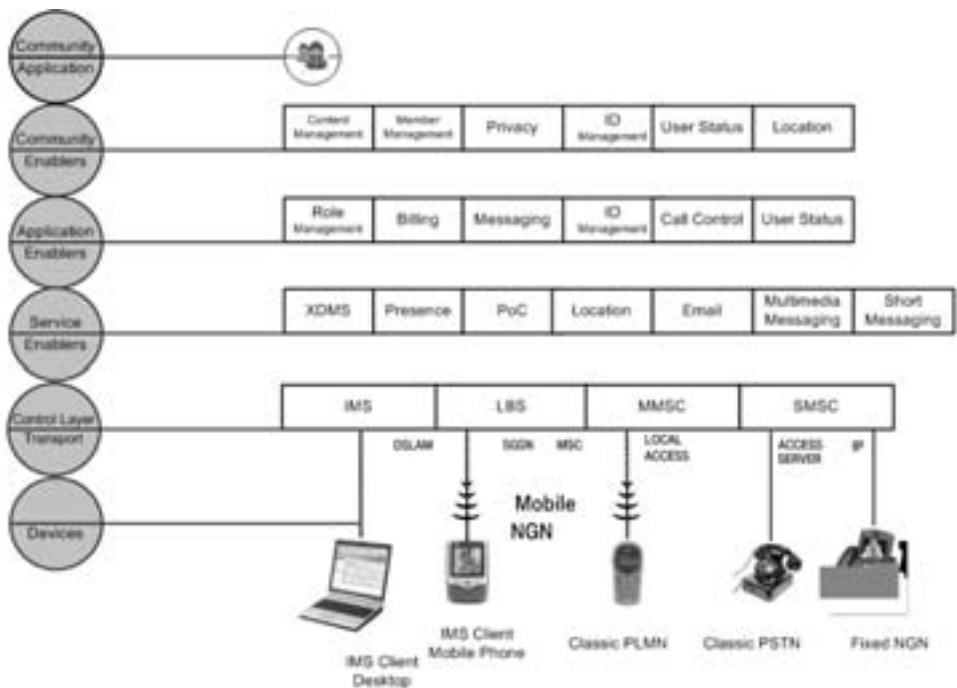 Community
Application
Community
Enablers
Content
Management
Member
Management
Privacy
ID
Management
User Status
Location
Application
Enablers
Role
Management
Billing
Messaging
ID
Management
Call Control
User Status
Service
Enablers
XDMS
Presence
PoC
Location
Email
Multimedia
Messaging
Short
Messaging
Control Layer
Transport
IMS
LBS
MMSC
SMSC
DSLAM
SGSN
MSC
LOCAL
ACCESS
ACCESS
SERVER
IP
Devices
Mobile
NGN
IMS Client
Desktop
IMS Client
Mobile Phone
Classic PLMN
Classic PSTN
Fixed NGN